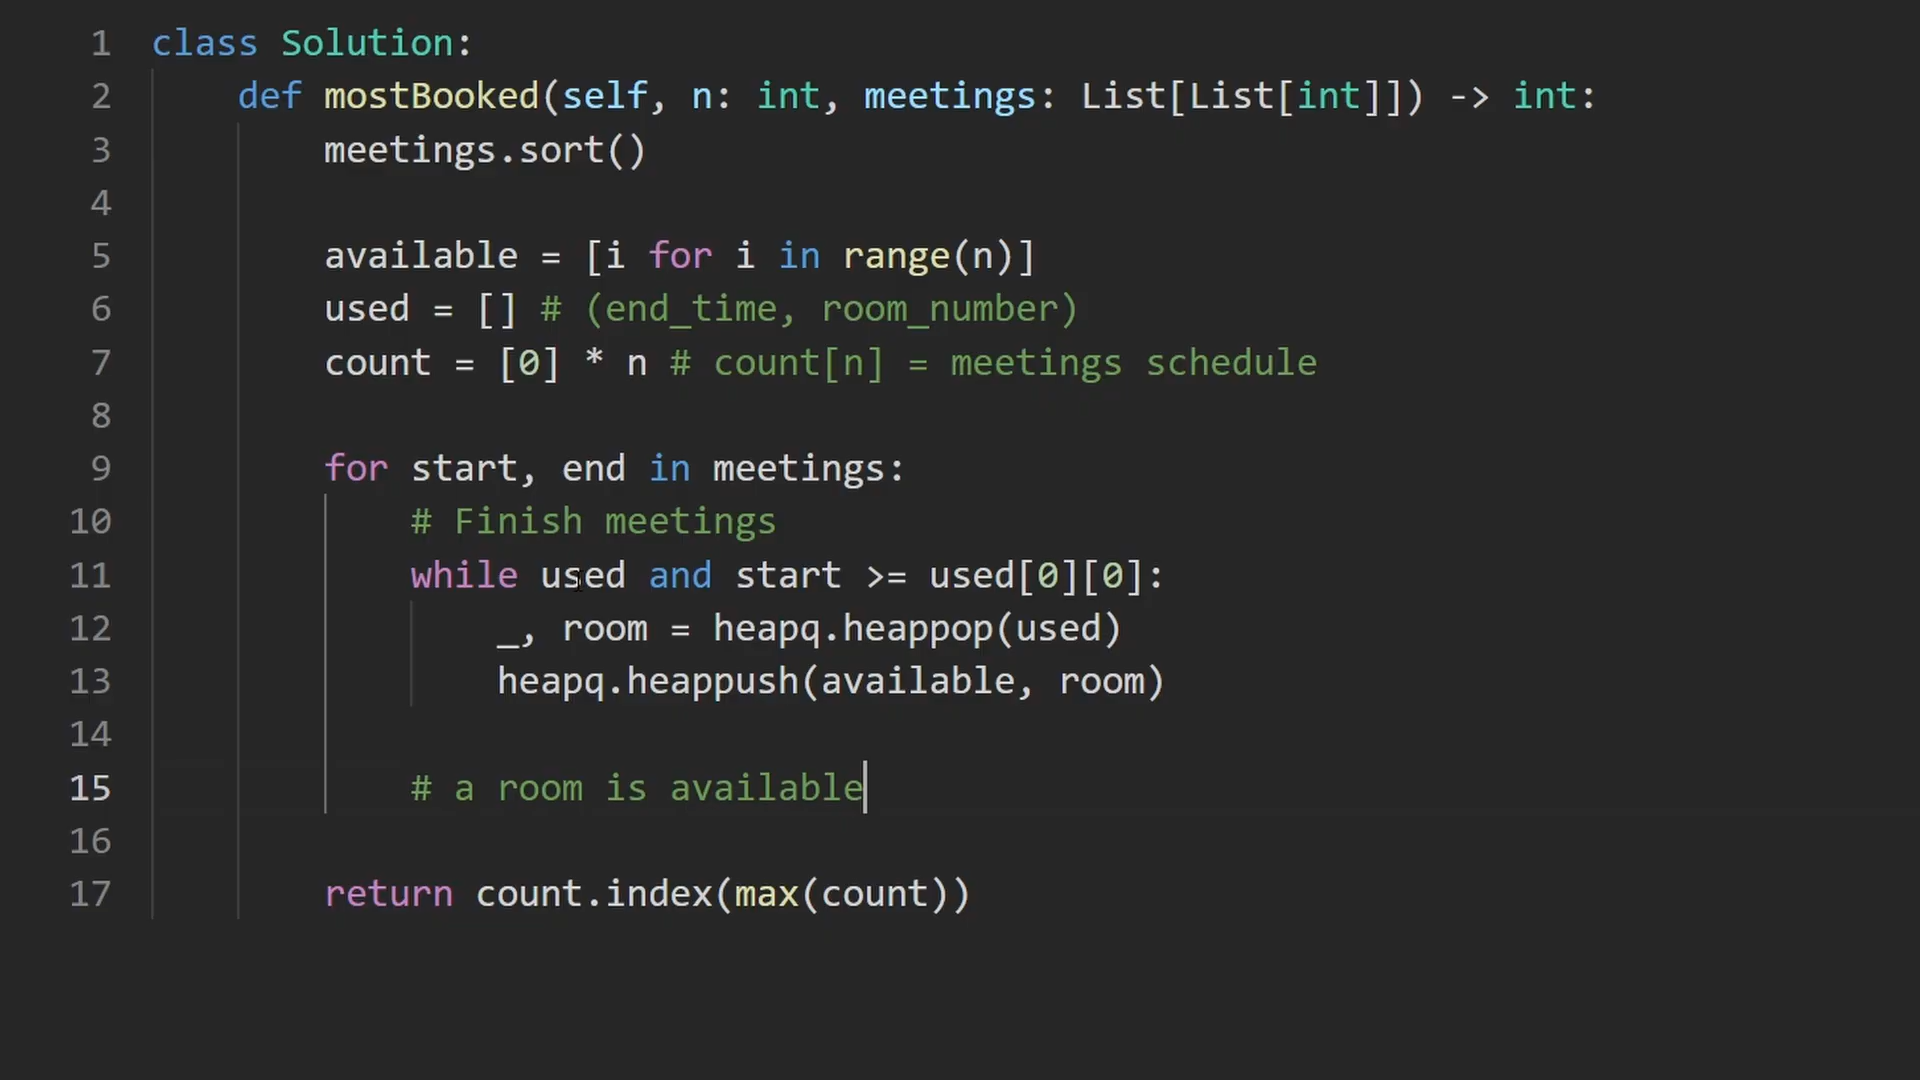 1 class Solution:
2 def mostBooked(self, n: int, meetings: List[List[int]]) -> int:
3 meetings.sort()
4
5 available = [i for i in range(n)]
6 used = [] # (end_time, room_number)
7 count = [0] * n # count[n] = meetings schedule
8
9 for start, end in meetings:
10 # Finish meetings
11 while used and start >= used[0][0]:
12 _, room = heapq.heappop(used)
13 heapq.heappush(available, room)
14
15 # a room is available
16
17 return count.index(max(count))